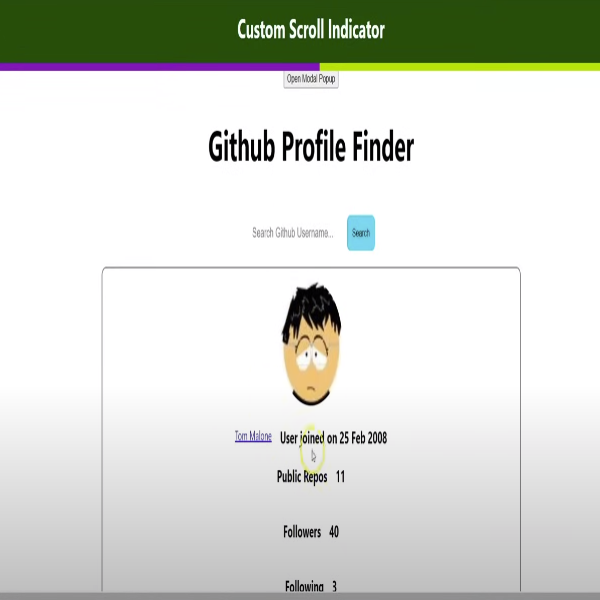 Custom Scroll Indicator
Open Modal Popup
Github Profile Finder
Search Github Username... Search
Tom Malone User joined on 25 Feb 2008
Public Repos 11
Followers 40
Following 3